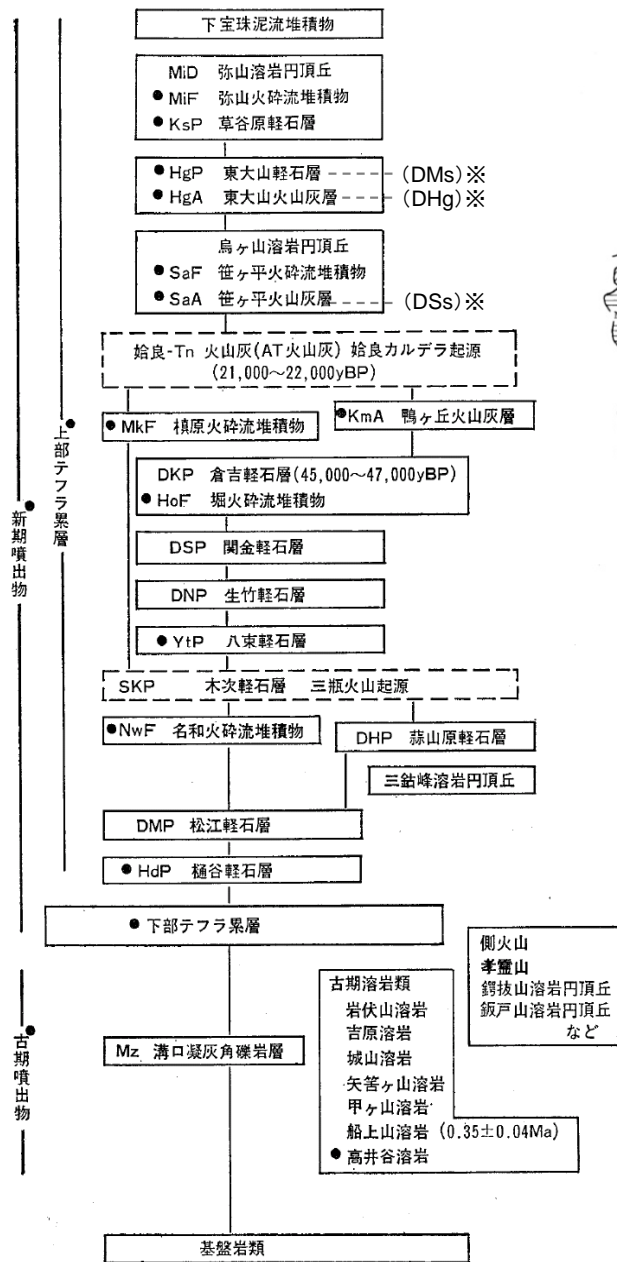 下宝珠泥流堆積物
MiD 弥山溶岩円頂丘
● MiF 弥山火砕流堆積物
● KsP 草谷原軽石層
● HgP 東大山軽石層 ---- (DMs)※
● HgA 東大山火山灰層 ---- (DHg)※
烏ヶ山溶岩円頂丘
● SaF 笹ヶ平火砕流堆積物
● SaA 笹ヶ平火山灰層 ---- (DSs)※
姶良-Tn 火山灰(AT火山灰) 姶良カルデラ起源
(21,000～22,000yBP)
● MkF 槙原火砕流堆積物
● KmA 鴨ヶ丘火山灰層
DKP 倉吉軽石層(45,000～47,000yBP)
● HoF 堀火砕流堆積物
DSP 関金軽石層
DNP 生竹軽石層
● YtP 八束軽石層
SKP 木次軽石層 三瓶火山起源
● NwF 名和火砕流堆積物
DHP 蒜山原軽石層
三鈷峰溶岩円頂丘
DMP 松江軽石層
● HdP 樋谷軽石層
● 下部テフラ累層
上部テフラ累層●
新期噴出物●
側火山
孝霊山
鍔抜山溶岩円頂丘
鈑戸山溶岩円頂丘
など
古期溶岩類
岩伏山溶岩
吉原溶岩
城山溶岩
矢筈ヶ山溶岩
甲ヶ山溶岩
船上山溶岩 (0.35±0.04Ma)
● 高井谷溶岩
Mz 溝口凝灰角礫岩層
古期噴出物●
基盤岩類